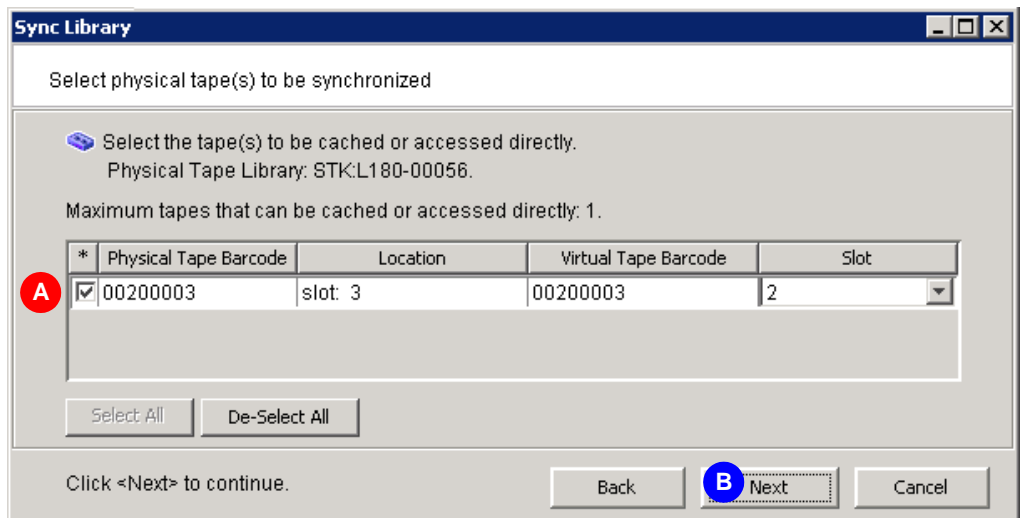 Sync Library
Select physical tape(s) to be synchronized
Select the tape(s) to be cached or accessed directly.
Physical Tape Library: STK:L180-00056.
Maximum tapes that can be cached or accessed directly: 1.
* Physical Tape Barcode Location Virtual Tape Barcode Slot
A 00200003 slot: 3 00200003 2
Select All De-Select All
Click <Next> to continue. Back B Next Cancel